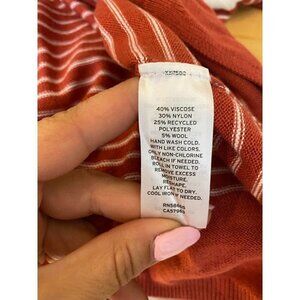 40% VISCOSE
30% NYLON
25% RECYCLED
POLYESTER
5% WOOL
HAND WASH COLD.
WITH LIKE COLORS.
ONLY NON-CHLORINE
BLEACH IF NEEDED.
ROLL IN TOWEL TO
REMOVE EXCESS
MOISTURE.
RESHAPE.
LAY FLAT TO DRY.
COOL IRON IF NEEDED.